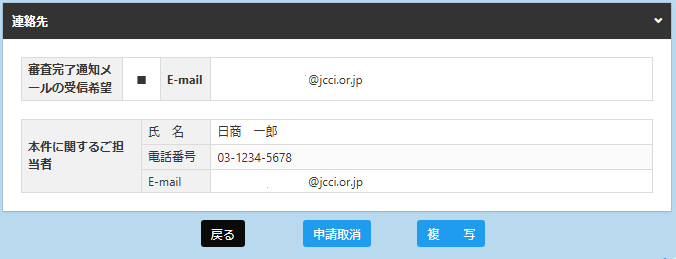 連絡先
審査完了通知メ
ールの受信希望
■
E-mail
@jcci.or.jp
本件に関するご担
当者
氏　名
日商　一郎
電話番号
03-1234-5678
E-mail
@jcci.or.jp
戻る
申請取消
複　写